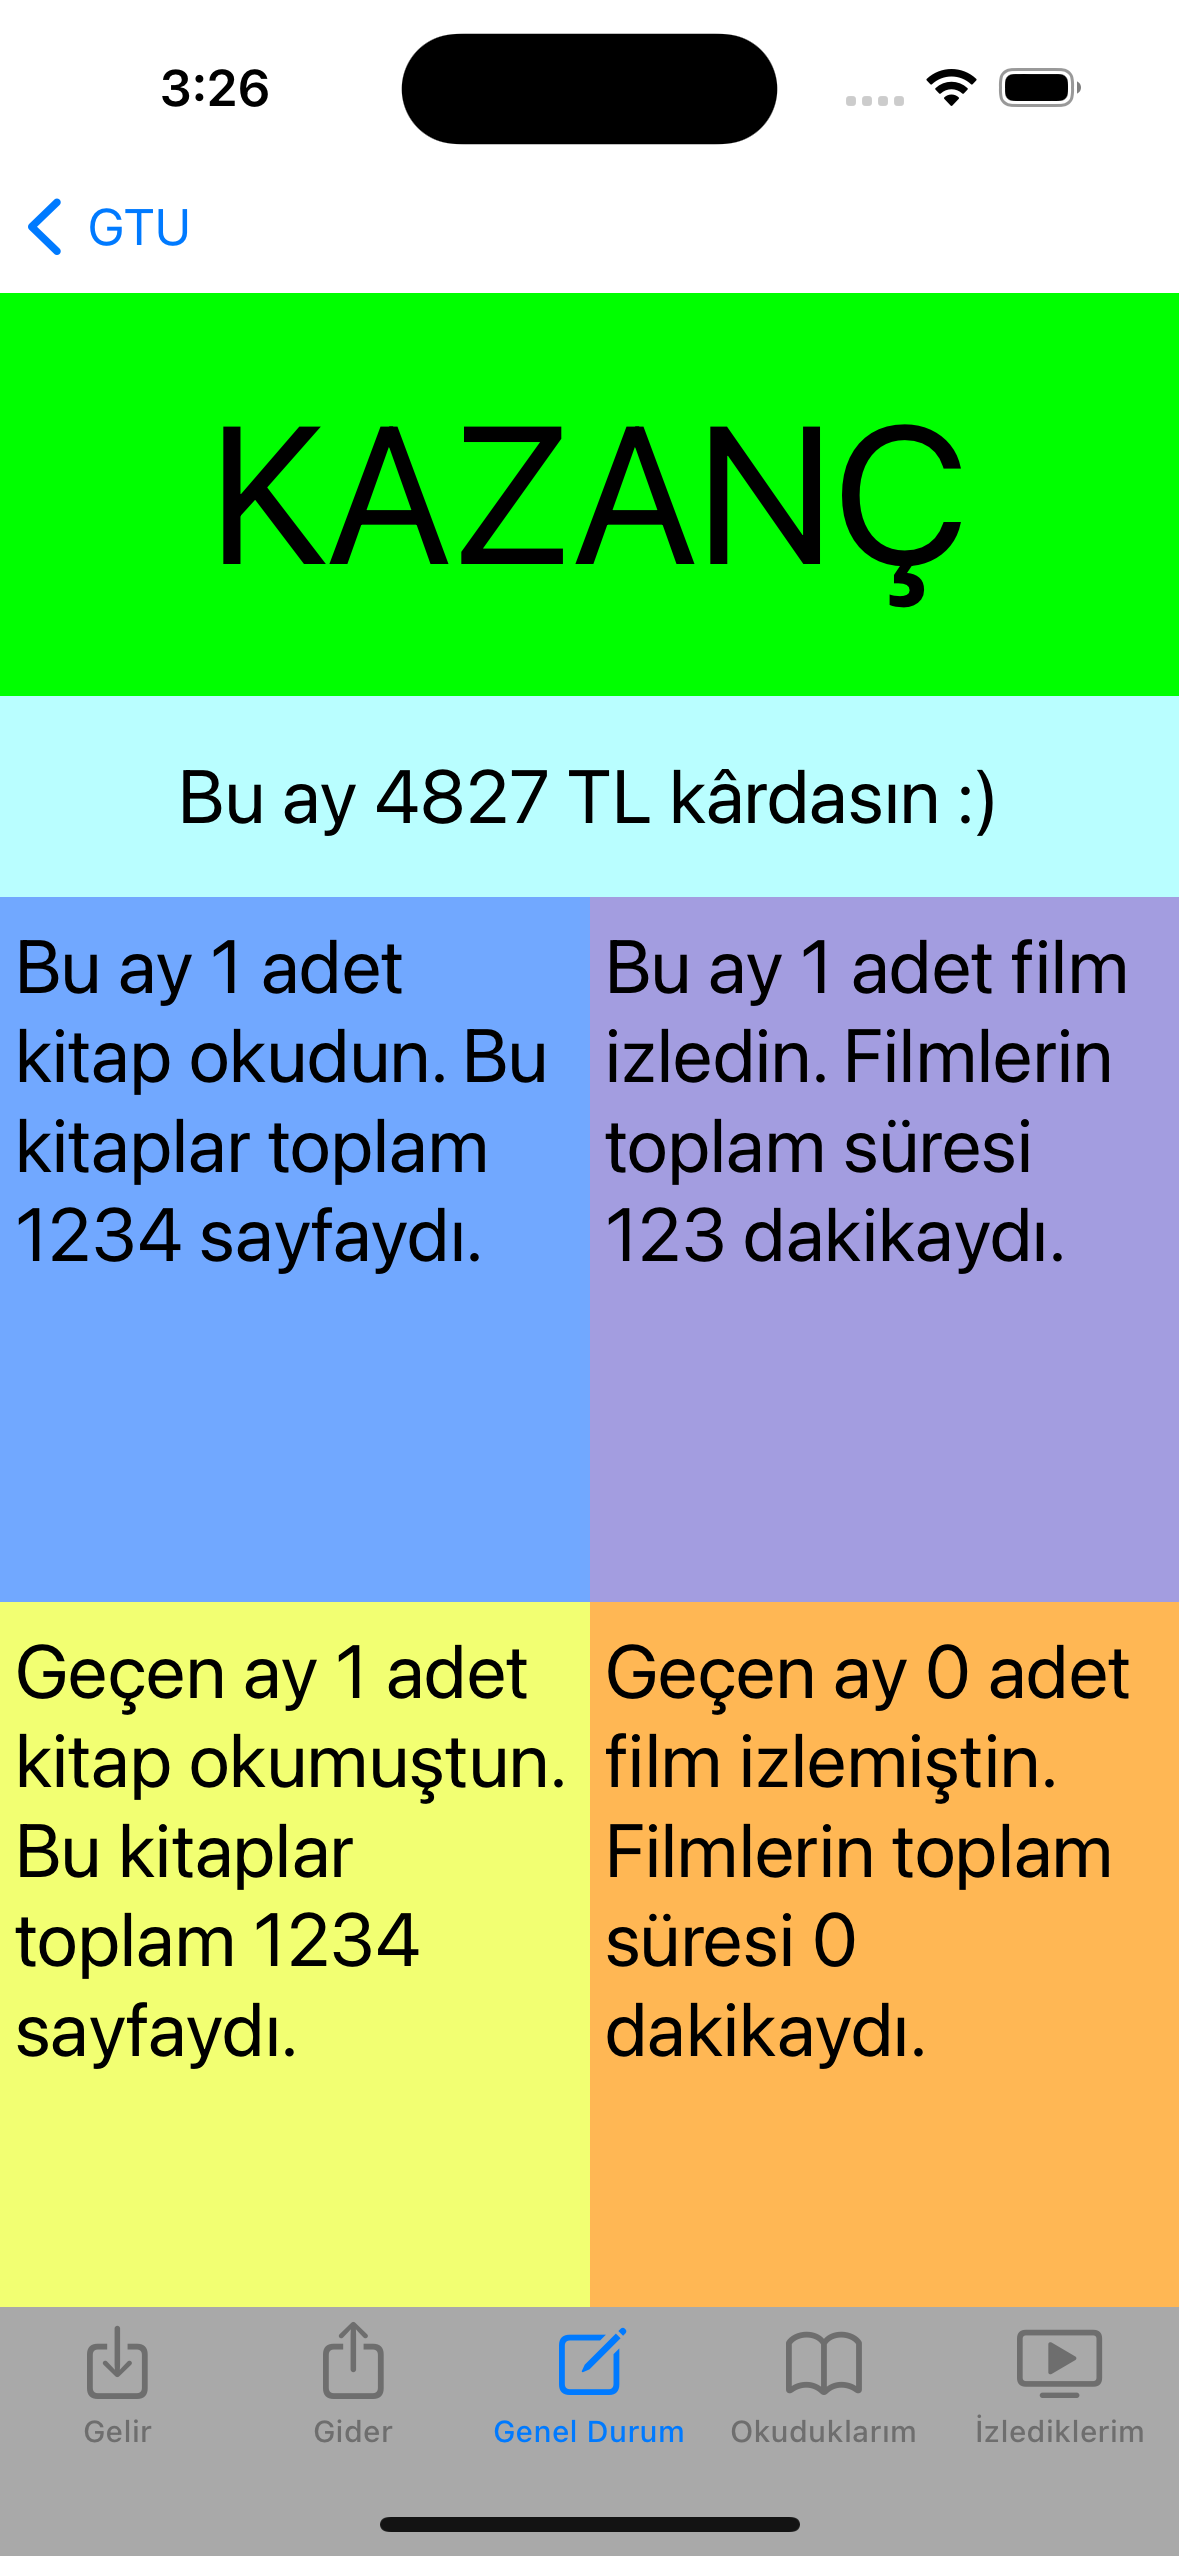 3:26
GTU
KAZANÇ
Bu ay 4827 TL kârdasın :)
Bu ay 1 adet
kitap okudun. Bu
kitaplar toplam
1234 sayfaydı.
Bu ay 1 adet film
izledin. Filmlerin
toplam süresi
123 dakikaydı.
Geçen ay 1 adet
kitap okumuştun.
Bu kitaplar
toplam 1234
sayfaydı.
Geçen ay 0 adet
film izlemiştin.
Filmlerin toplam
süresi 0
dakikaydı.
Gelir
Gider
Genel Durum
Okuduklarım
İzlediklerim